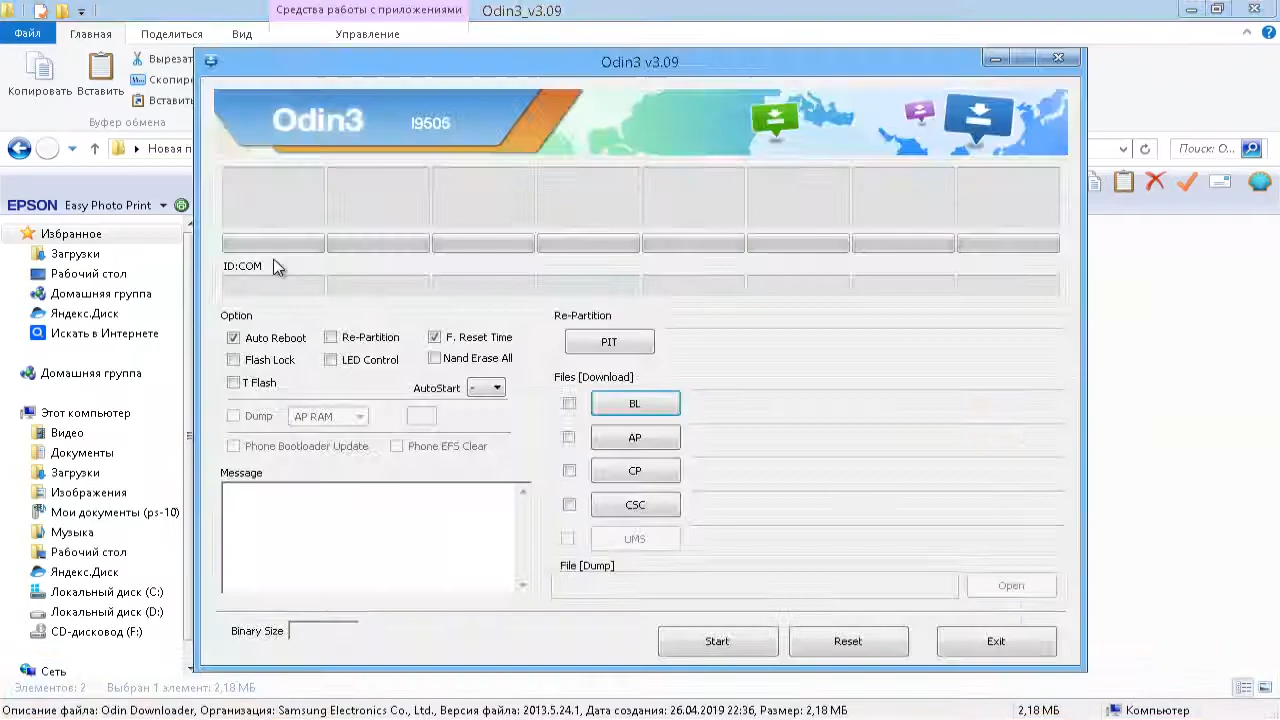 Средства работы с приложениями
Odin3_v3.09
Файл
Главная
Поделиться
Вид
Управление
Копировать
Вставить
Вырезат
Скопирс
Вставить
Буфер обмена
Новая п
Поиск: O...
EPSON Easy Photo Print
Избранное
Загрузки
Рабочий стол
Домашняя группа
Яндекс.Диск
Искать в Интернете
Домашняя группа
Этот компьютер
Видео
Документы
Загрузки
Изображения
Мои документы (ps-10)
Музыка
Рабочий стол
Яндекс.Диск
Локальный диск (C:)
Локальный диск (D:)
CD-дисковод (F:)
Сеть
Odin3 v3.09
Odin3
I9506
ID:COM
Option
Auto Reboot
Re-Partition
F. Reset Time
Flash Lock
LED Control
Nand Erase All
T Flash
AutoStart
-
Dump
AP RAM
Phone Bootloader Update
Phone EFS Clear
Message
Re-Partition
PIT
Files [Download]
BL
AP
CP
CSC
UMS
File [Dump]
Open
Binary Size
Start
Reset
Exit
Элементов: 2
Выбран 1 элемент: 2,18 МБ
Описание файла: Odin Downloader, Организация: Samsung Electronics Co., Ltd., Версия файла: 2013.5.24.1, Дата создания: 26.04.2019 22:36, Размер: 2,18 МБ
2,18 МБ
Компьютер